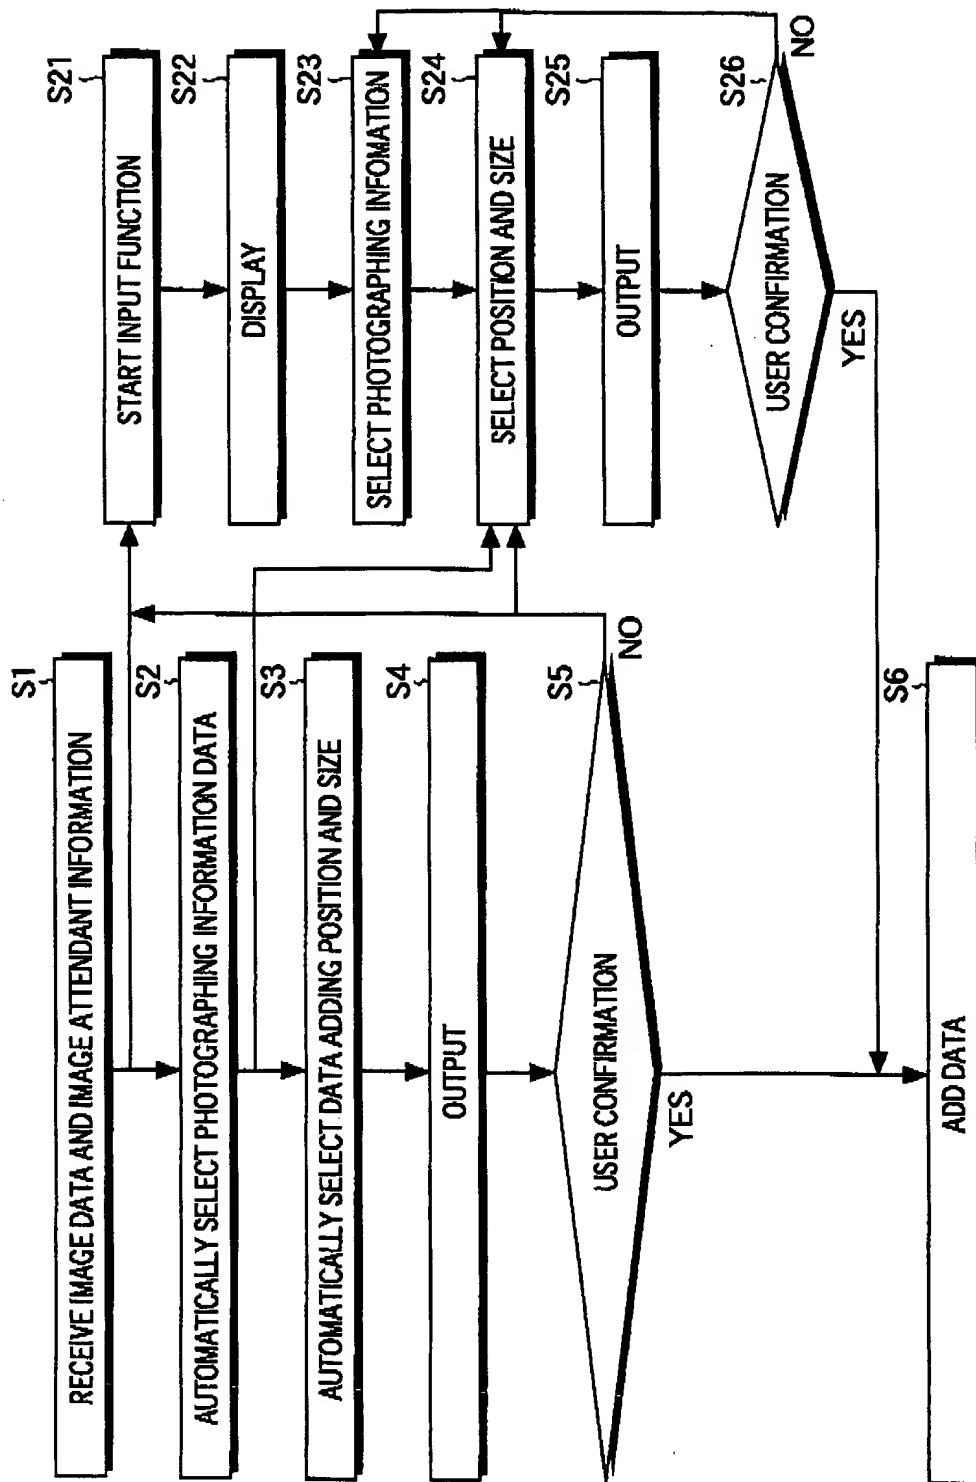 S1
RECEIVE IMAGE DATA AND IMAGE ATTENDANT INFORMATION
S2
AUTOMATICALLY SELECT PHOTOGRAPHING INFORMATION DATA
S3
AUTOMATICALLY SELECT DATA ADDING POSITION AND SIZE
S4
OUTPUT
S5
USER CONFIRMATION
NO
YES
S6
ADD DATA
S21
START INPUT FUNCTION
S22
DISPLAY
S23
SELECT PHOTOGRAPHING INFOMATION
S24
SELECT POSITION AND SIZE
S25
OUTPUT
S26
USER CONFIRMATION
NO
YES